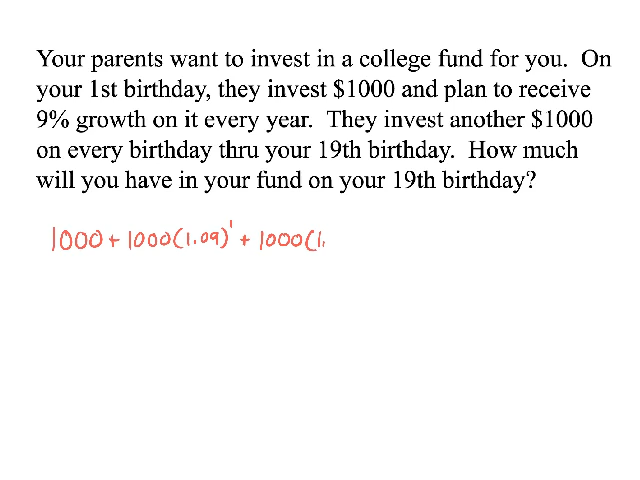 Your parents want to invest in a college fund for you. On
your 1st birthday, they invest $1000 and plan to receive
9% growth on it every year. They invest another $1000
on every birthday thru your 19th birthday. How much
will you have in your fund on your 19th birthday?
1000 + 1000(1.09)¹ + 1000(1.